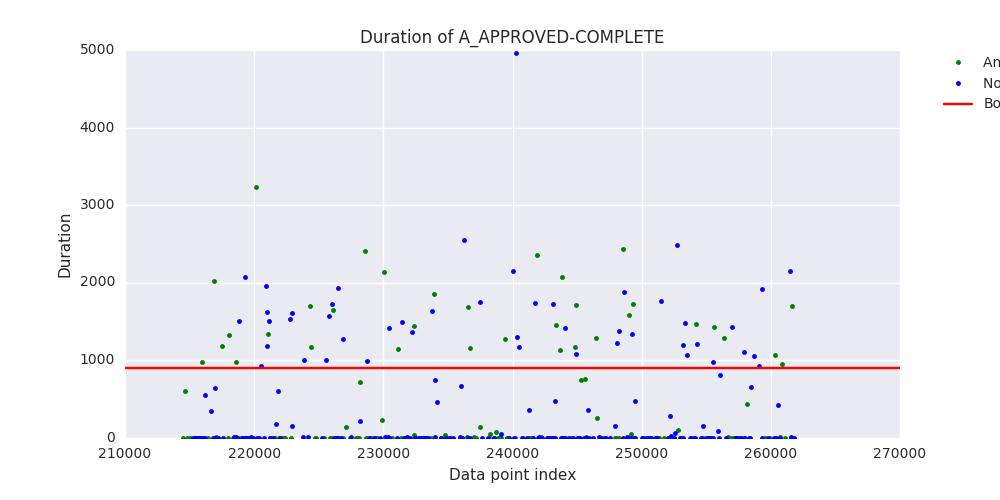 Duration of A_APPROVED-COMPLETE
5000
4000
3000
2000
1000
0
Duration
210000 220000 230000 240000 250000 260000 270000
Data point index
An
No
Bo